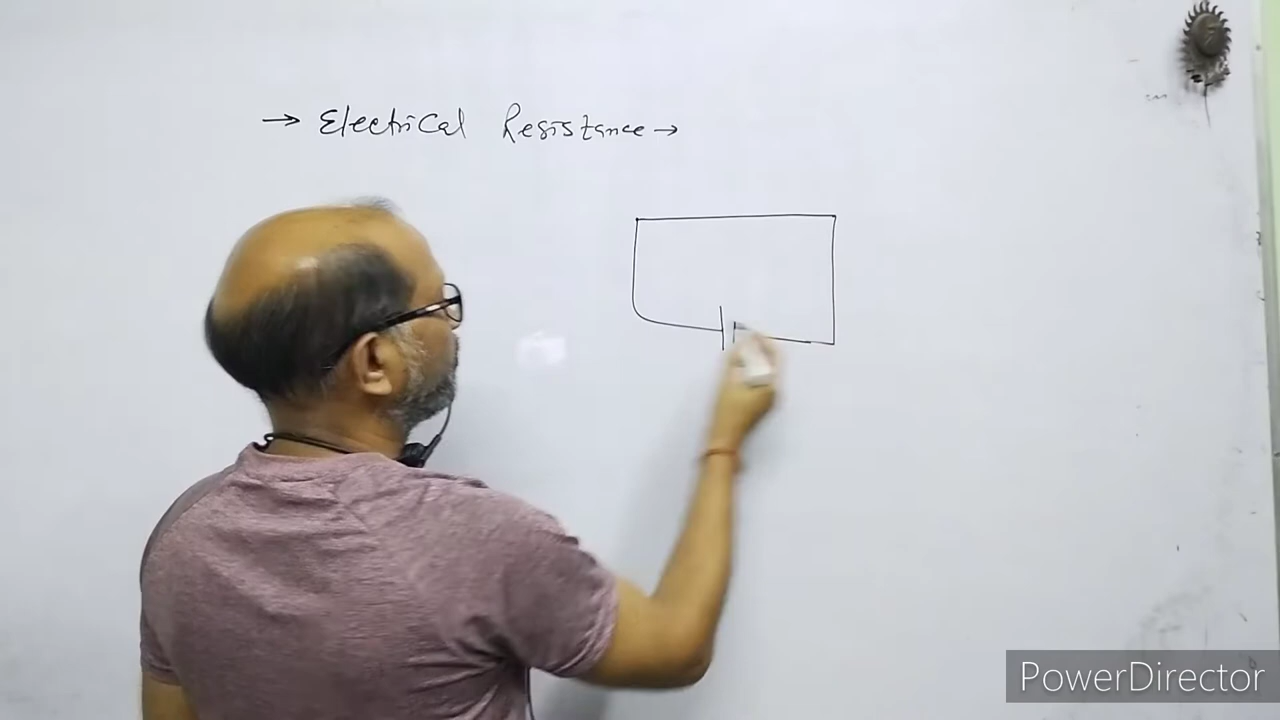 → Electrical Resistance →
PowerDirector